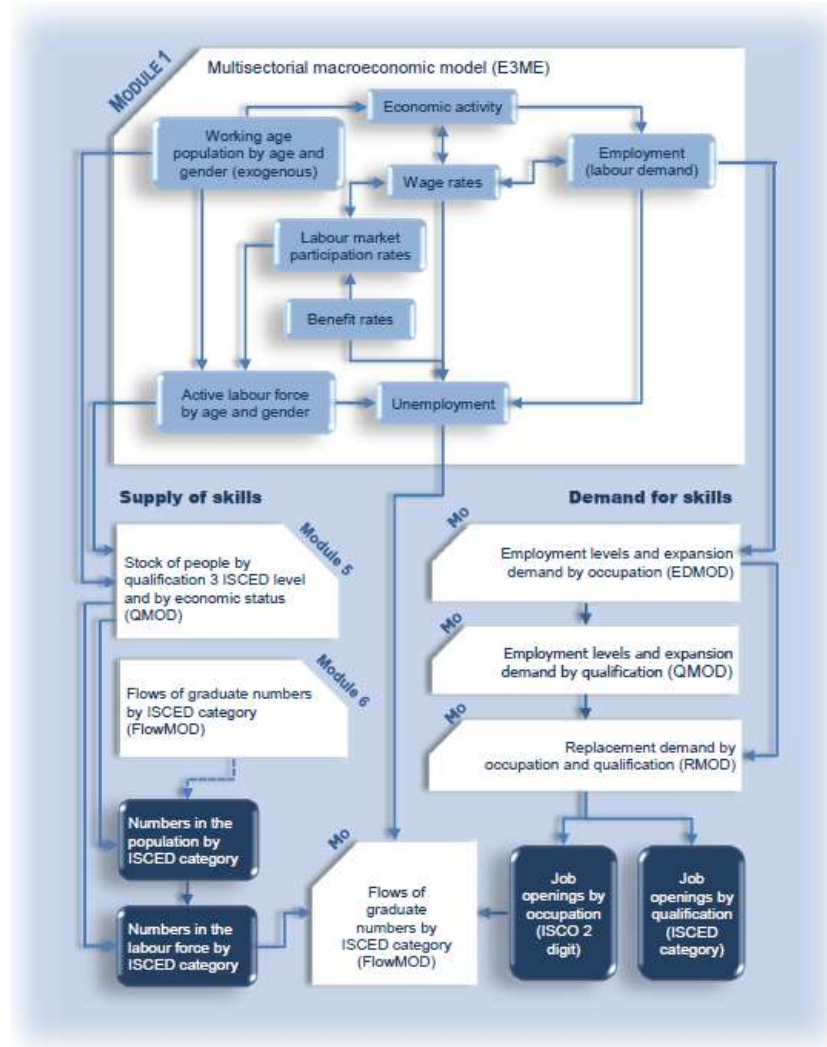 MODULE 1
Multisectorial macroeconomic model (E3ME)
Economic activity
Working age
population by age and
gender (exogenous)
Employment
(labour demand)
Wage rates
Labour market
participation rates
Benefit rates
Active labour force
by age and gender
Unemployment
Supply of skills
Demand for skills
Module 5
Stock of people by
qualification 3 ISCED level
and by economic status
(QMOD)
Mo
Employment levels and expansion
demand by occupation (EDMOD)
Mo
Employment levels and expansion
demand by qualification (QMOD)
Module 6
Flows of graduate numbers
by ISCED category
(FlowMOD)
Mo
Replacement demand by
occupation and qualification (RMOD)
Numbers in the
population by
ISCED category
Numbers in the
labour force by
ISCED category
Mo
Flows of
graduate
numbers by
ISCED category
(FlowMOD)
Job
openings by
occupation
(ISCO 2
digit)
Job
openings by
qualification
(ISCED
category)